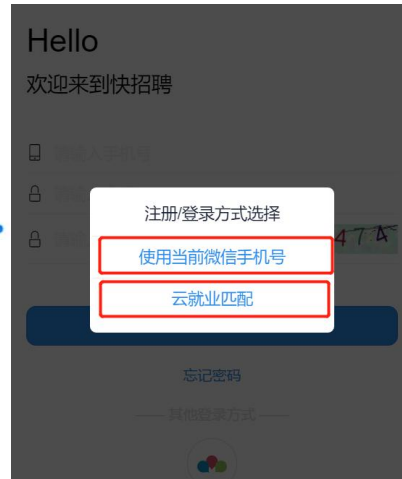 Hello
欢迎来到快招聘
注册/登录方式选择
使用当前微信手机号
474
云就业匹配
忘记密码
其他登录方式